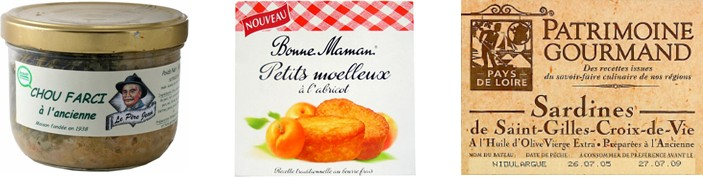 CHOU FARCI
à l'ancienne
Maison Fondée en 1936
Le Père Jean
NOUVEAU
Bonne Maman
Petits moelleux
à l'abricot
Recette traditionnelle au beurre frais
PAYS
DE LOIRE
PATRIMOINE
GOURMAND
Des recettes issues
du savoir-faire culinaire de nos régions
Sardines
de Saint-Gilles-Croix-de-Vie
A l'Huile d'Olive Vierge Extra • Préparées à l'Ancienne
NOM DU BATEAU: DATE DE PÊCHE: A CONSOMMER DE PRÉFÉRENCE AVANT LE
NIDULARGUE 26.07.05 27.07.09